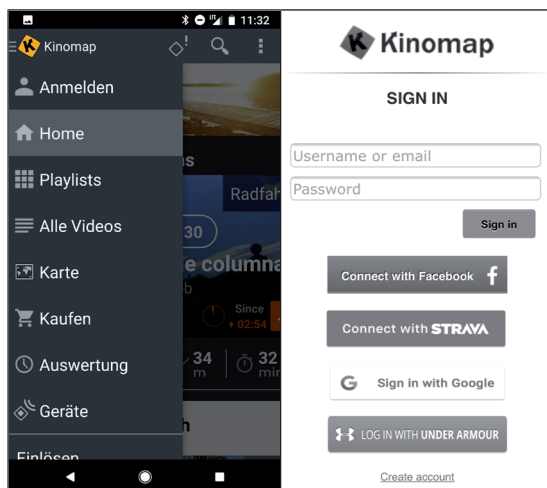 11:32
Kinomap
Anmelden
Home
Playlists
Alle Videos
Karte
Kaufen
Auswertung
Geräte
Einlösen
Radfah
30
e columna
b
Since
+ 02:54
34
m
32
min
h
Kinomap
SIGN IN
Username or email
Password
Sign in
Connect with Facebook f
Connect with STRAVA
G Sign in with Google
LOG IN WITH UNDER ARMOUR
Create account